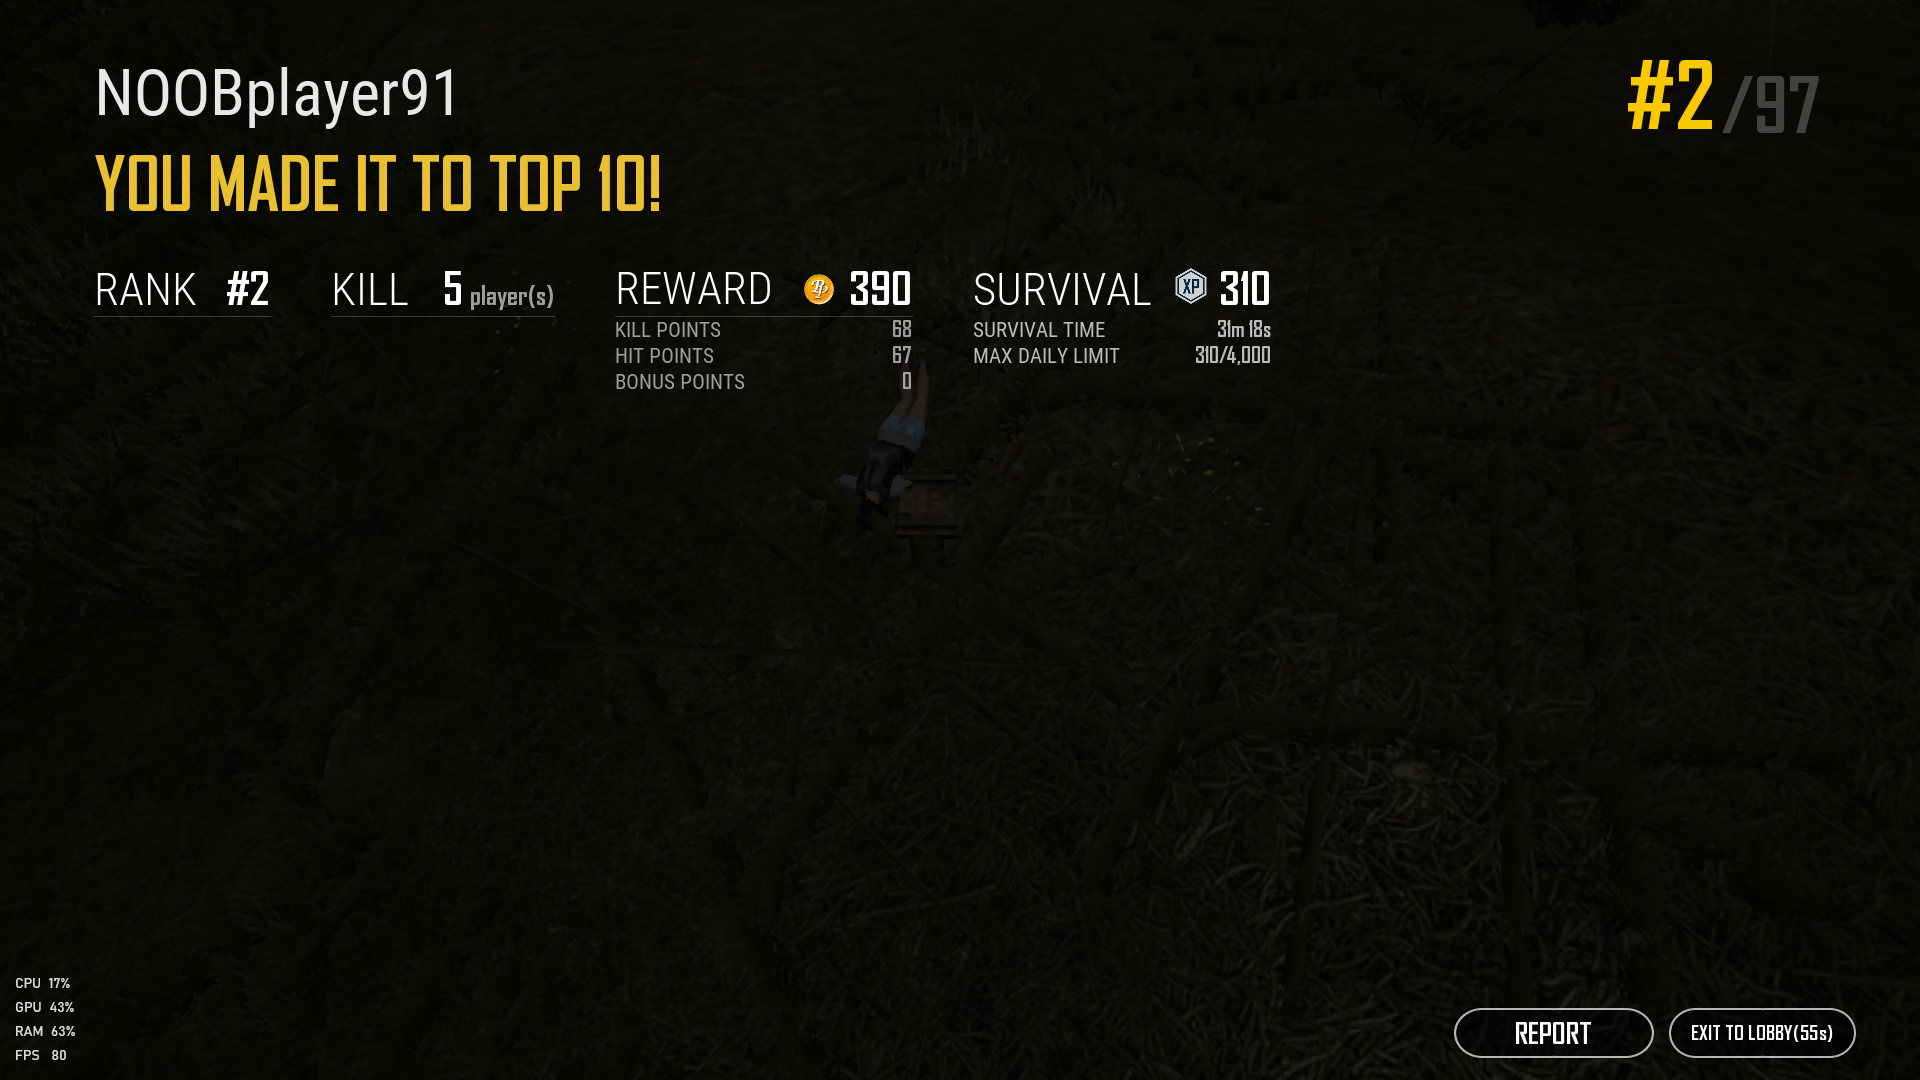 NOOBplayer91
#2/97
YOU MADE IT TO TOP 10!
RANK #2
KILL 5 player(s)
REWARD BP 390
KILL POINTS 68
HIT POINTS 67
BONUS POINTS 0
SURVIVAL XP 310
SURVIVAL TIME 31m 18s
MAX DAILY LIMIT 310/4,000
CPU 17%
GPU 43%
RAM 63%
FPS 80
REPORT
EXIT TO LOBBY(55s)